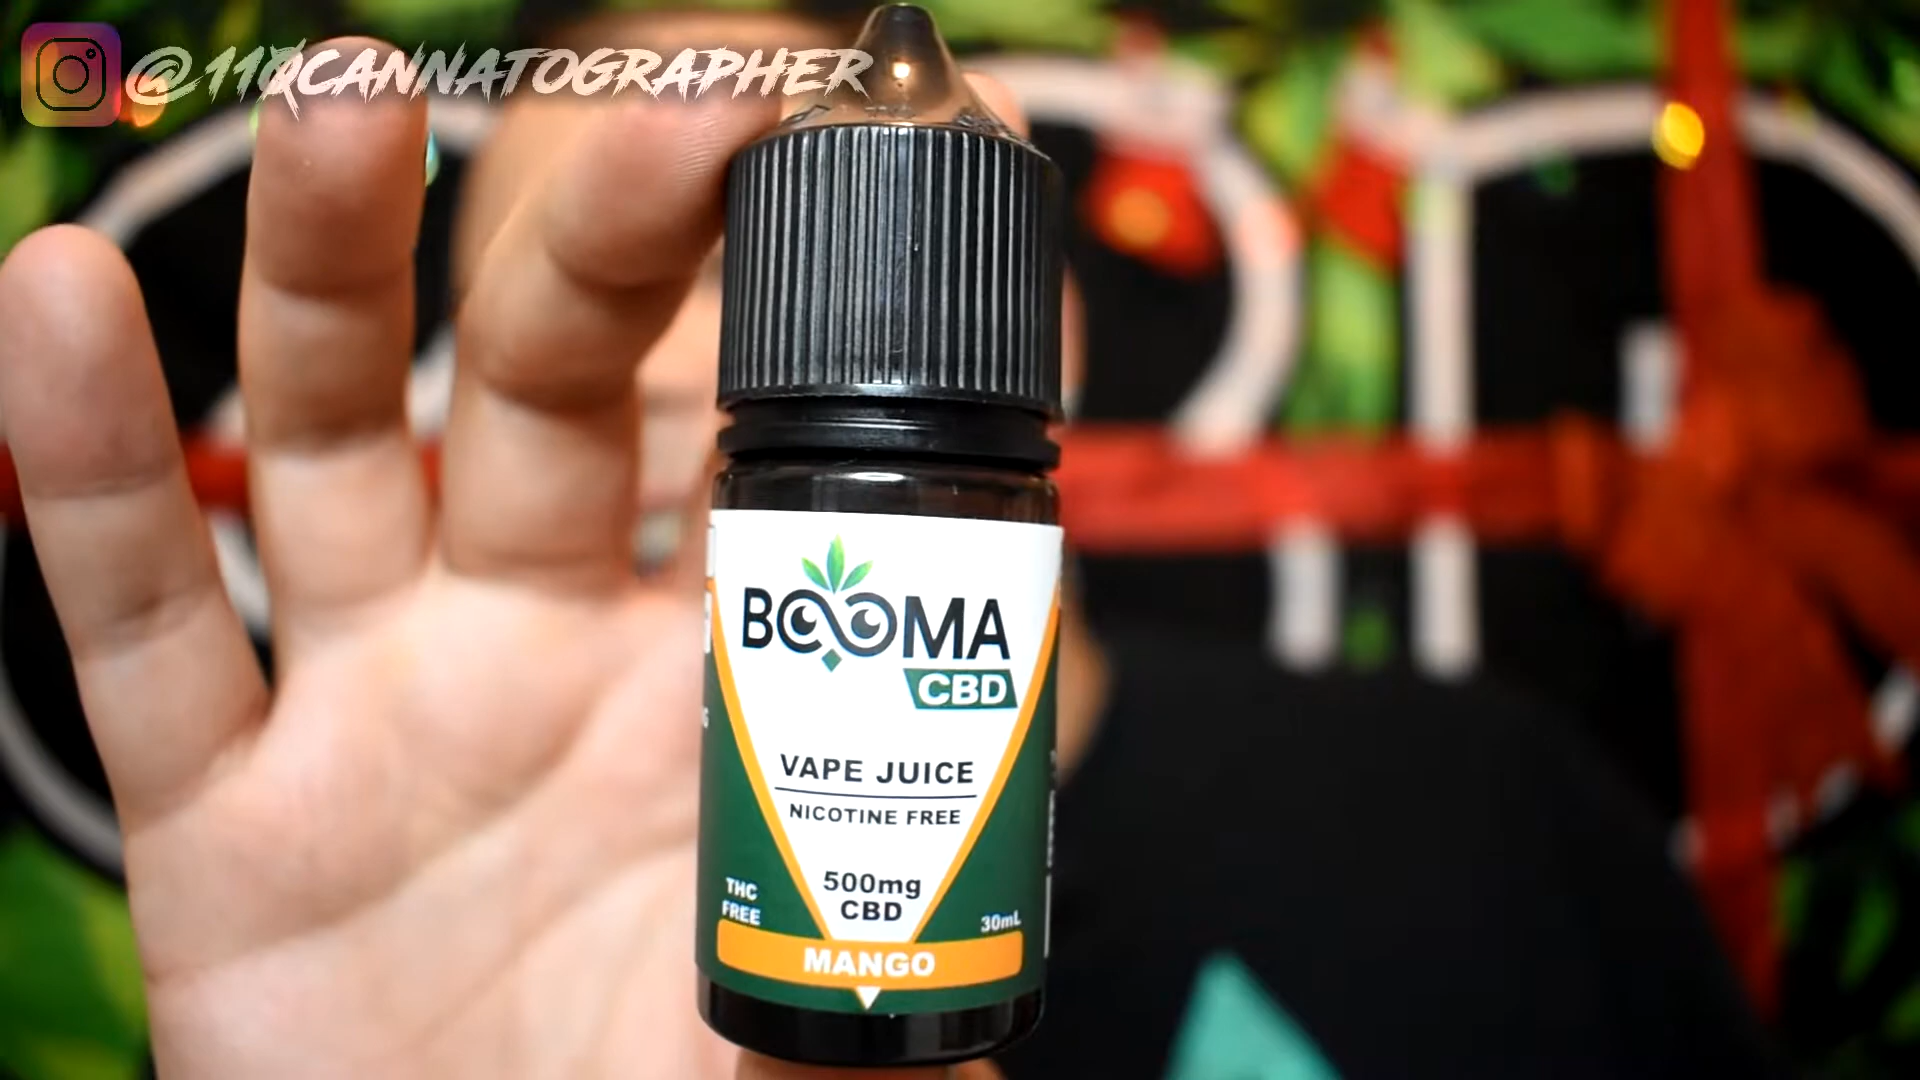 @11QCANNATOGRAPHER
BOOMA
CBD
VAPE JUICE
NICOTINE FREE
500mg
CBD
THC
FREE
30mL
MANGO